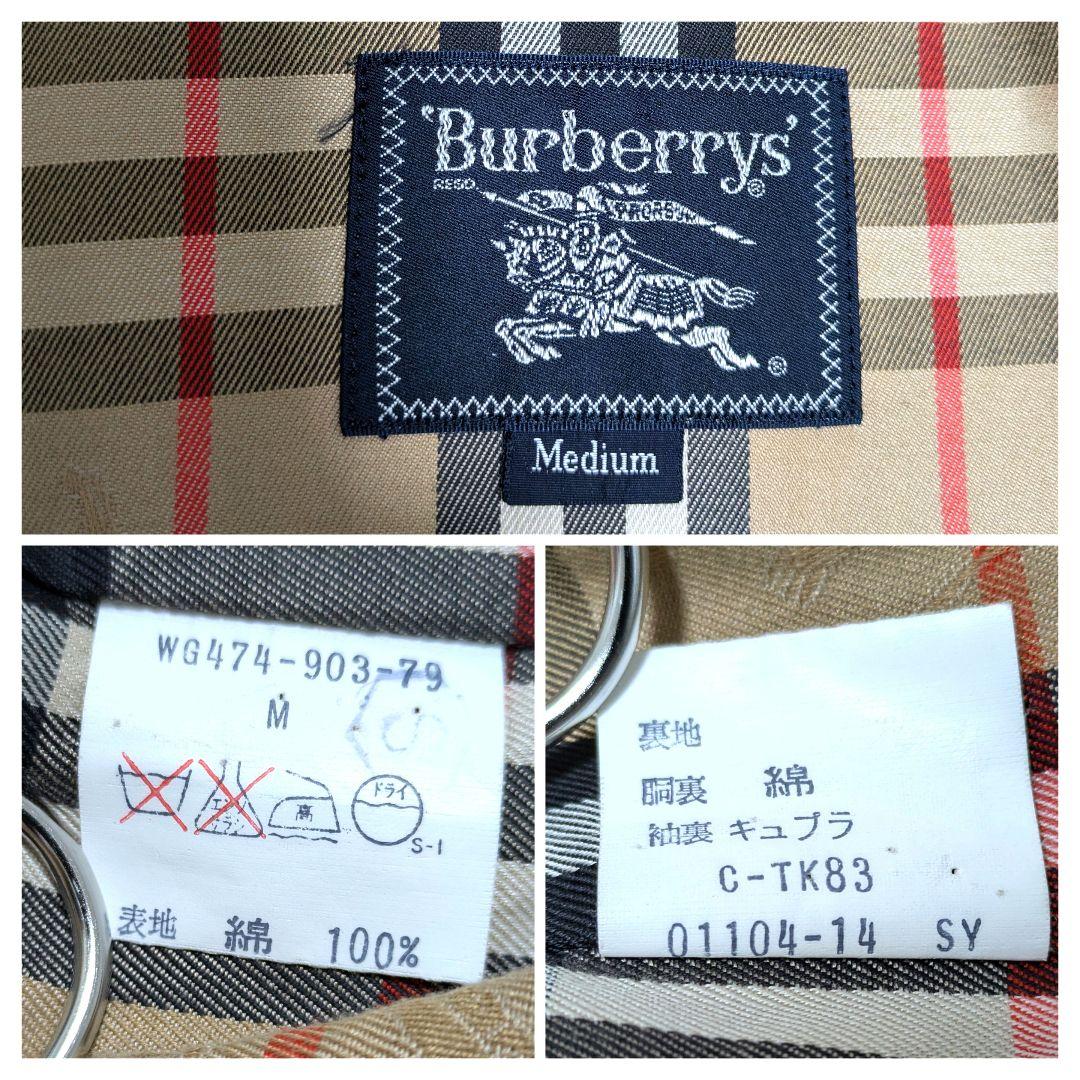 'Burberrys'
REGD ®
PRORSUM
®
Medium
WG474-903-79
M
高
ドライ
S-I
表地 綿 100%
裏地
胴裏 綿
袖裏 キュプラ
C-TK83
01104-14 SY